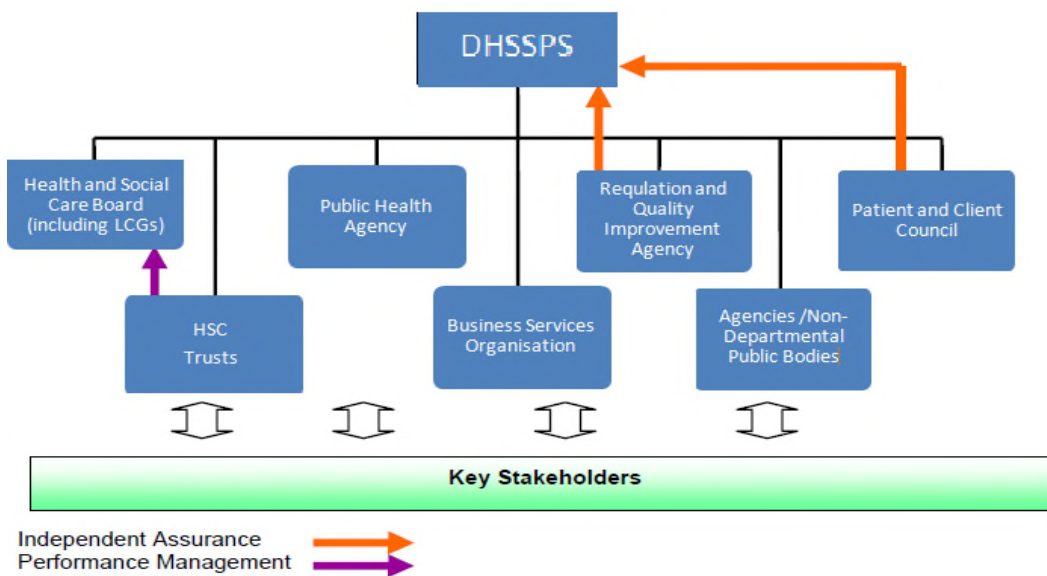 DHSSPS
Health and Social
Care Board
(including LCGs)
Public Health
Agency
Requlation and
Quality
Improvement
Agency
Patient and Client
Council
HSC
Trusts
Business Services
Organisation
Agencies /Non-
Departmental
Public Bodies
Key Stakeholders
Independent Assurance
Performance Management